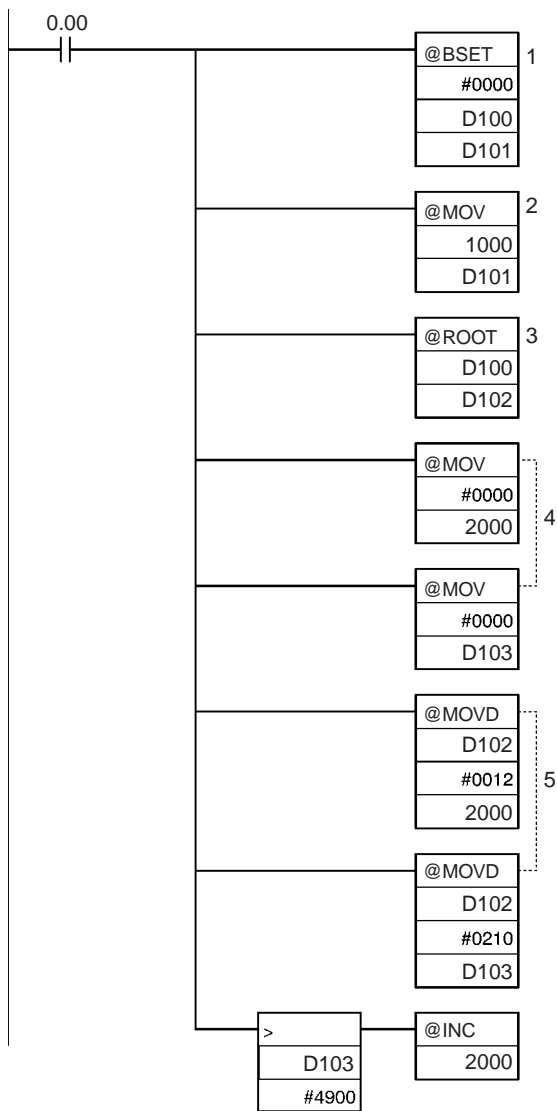 0.00
@BSET 1
#0000
D100
D101
@MOV 2
1000
D101
@ROOT 3
D100
D102
@MOV
#0000
2000
4
@MOV
#0000
D103
@MOVD
D102
#0012
2000
5
@MOVD
D102
#0210
D103
> @INC
D103 2000
#4900